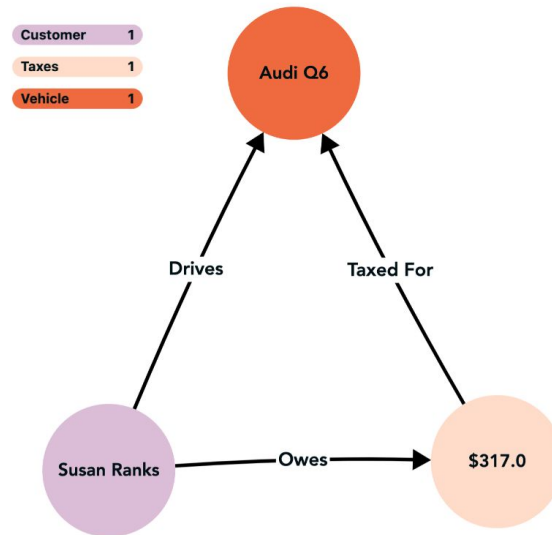 Customer 1
Taxes 1
Vehicle 1
Audi Q6
Drives
Taxed For
Susan Ranks
Owes
$317.0